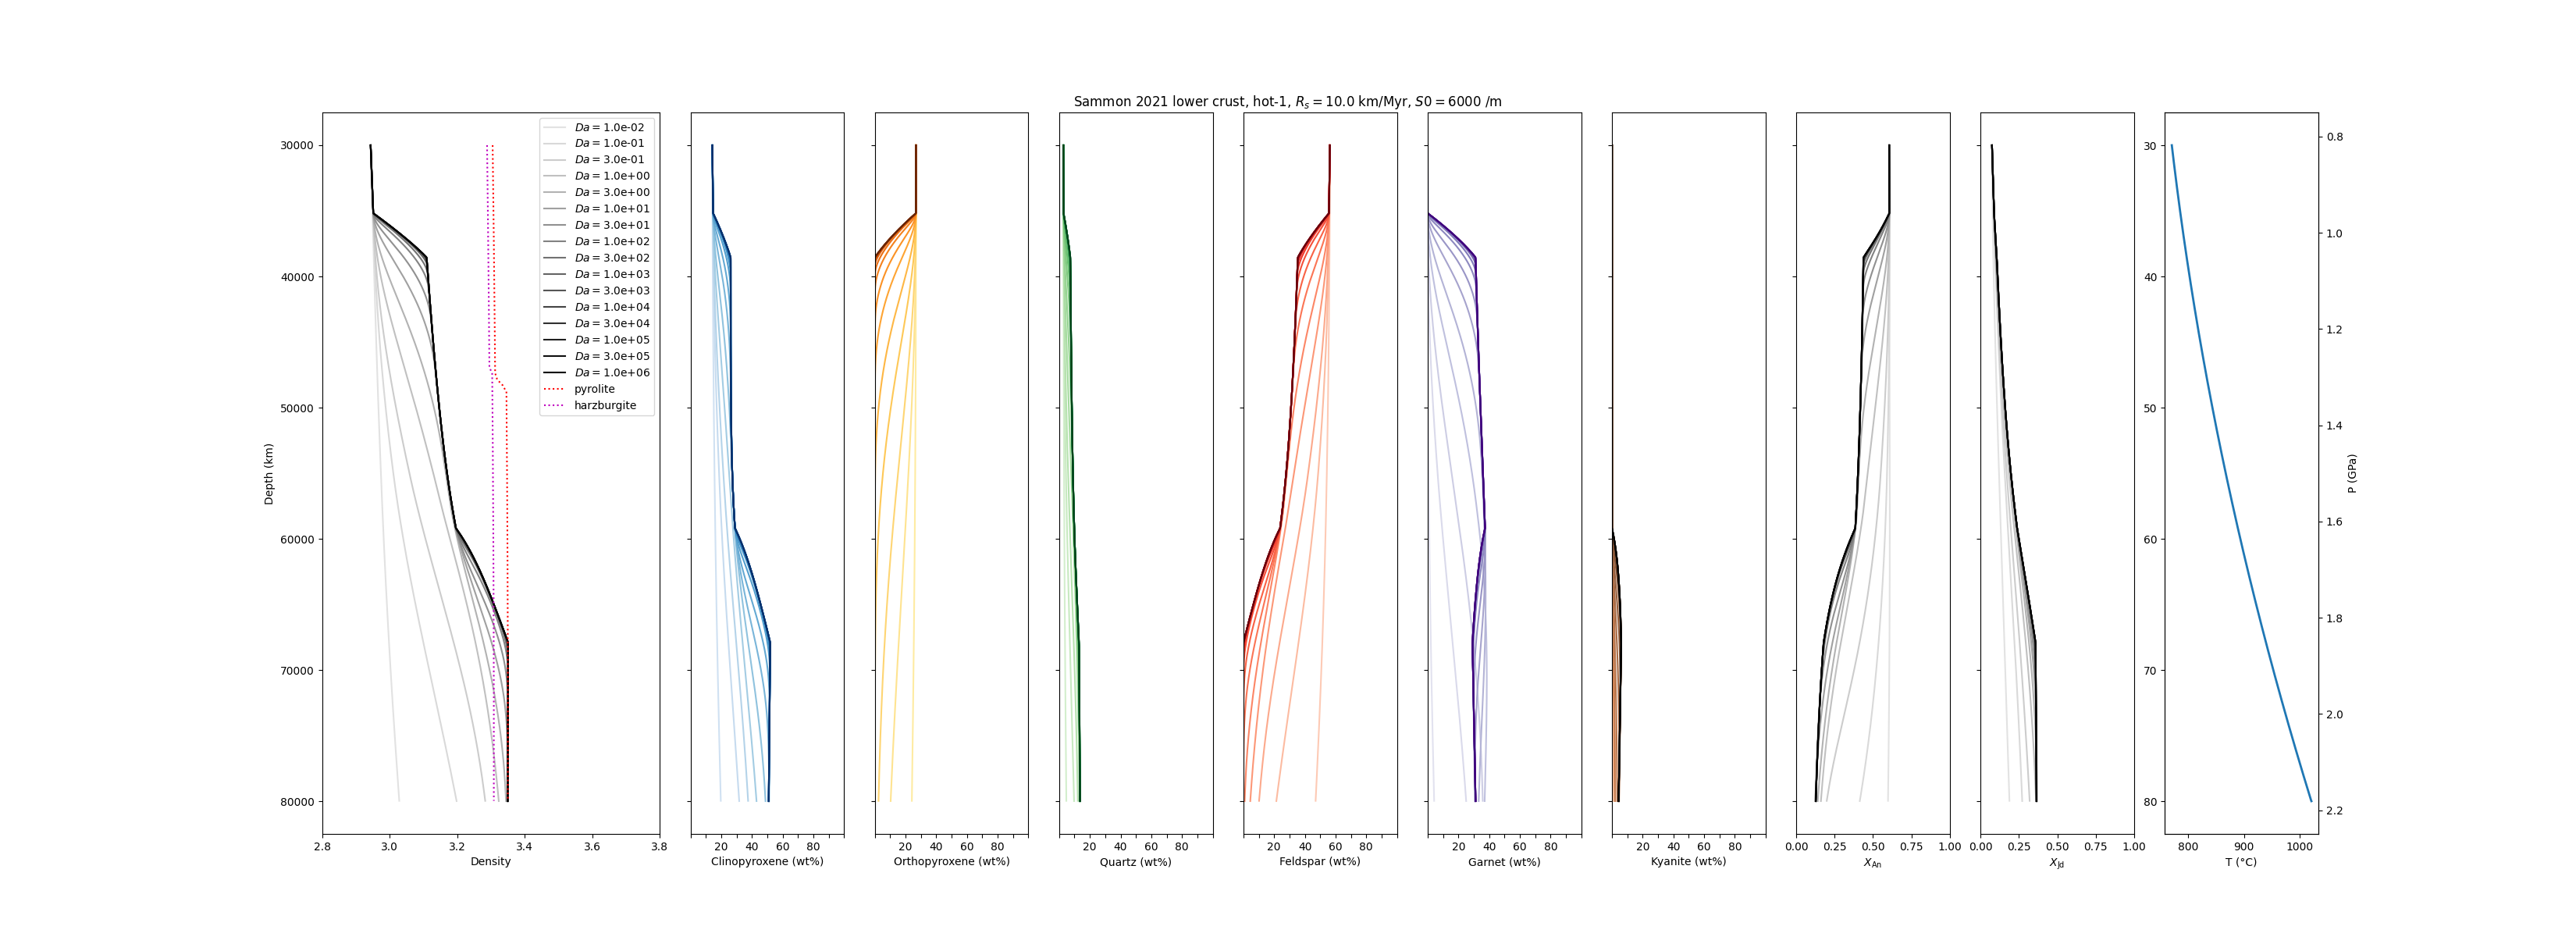 Sammon 2021 lower crust, hot-1, Rs = 10.0 km/Myr, S0 = 6000 /m
Da = 1.0e-02
Da = 1.0e-01
Da = 3.0e-01
Da = 1.0e+00
Da = 3.0e+00
Da = 1.0e+01
Da = 3.0e+01
Da = 1.0e+02
Da = 3.0e+02
Da = 1.0e+03
Da = 3.0e+03
Da = 1.0e+04
Da = 3.0e+04
Da = 1.0e+05
Da = 3.0e+05
Da = 1.0e+06
pyrolite
harzburgite
Depth (km)
30000
40000
50000
60000
70000
80000
2.8 3.0 3.2 3.4 3.6 3.8
Density
20 40 60 80
Clinopyroxene (wt%)
20 40 60 80
Orthopyroxene (wt%)
20 40 60 80
Quartz (wt%)
20 40 60 80
Feldspar (wt%)
20 40 60 80
Garnet (wt%)
20 40 60 80
Kyanite (wt%)
0.00 0.25 0.50 0.75 1.00
XAn
0.00 0.25 0.50 0.75 1.00
XJd
30
40
50
60
70
80
800 900 1000
T (°C)
0.8
1.0
1.2
1.4
1.6
1.8
2.0
2.2
P (GPa)